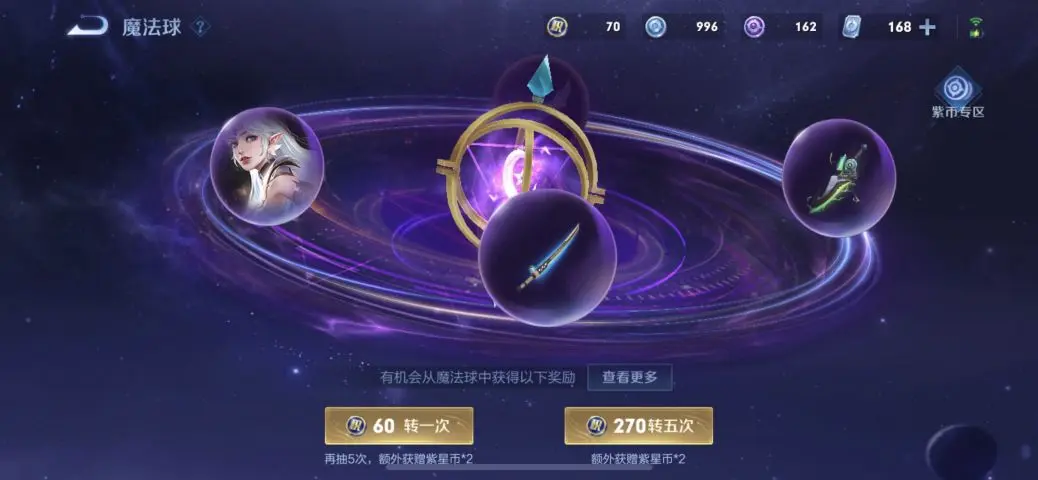 魔法球 ?
70 996 162 168
紫币专区
有机会从魔法球中获得以下奖励 查看更多
60 转一次
270转五次
再抽5次，额外获赠紫星币*2
额外获赠紫星币*2